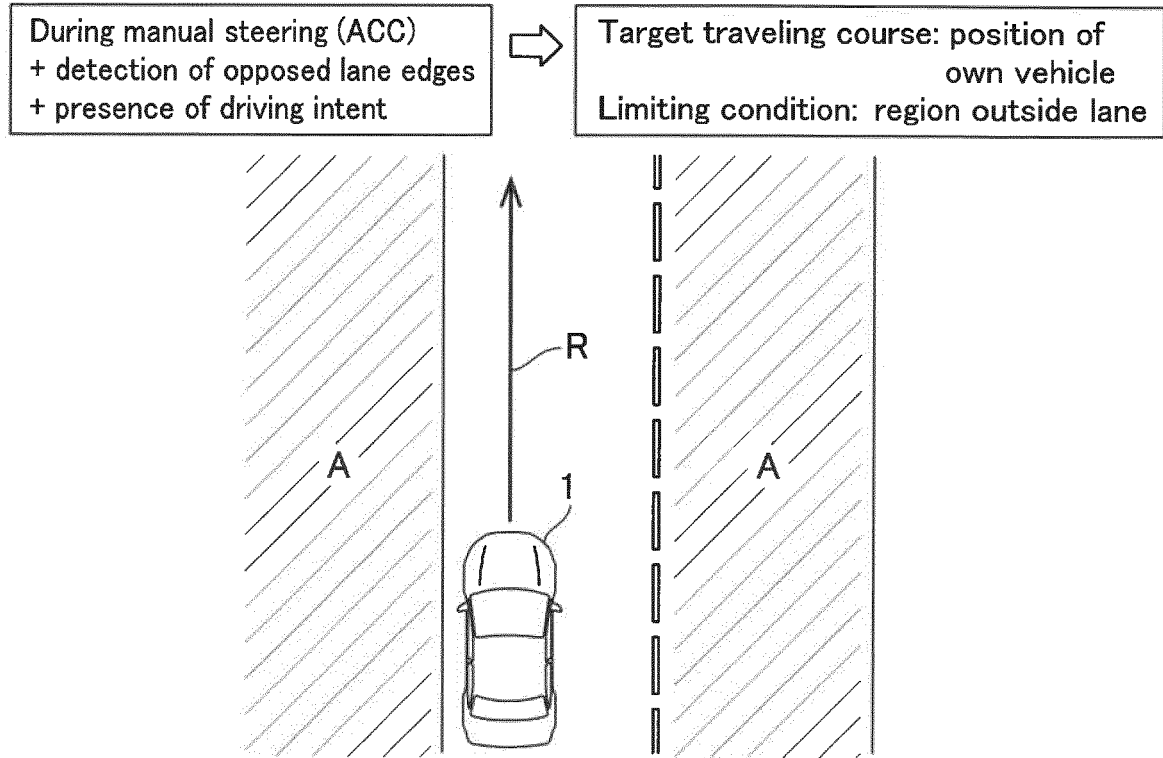 During manual steering (ACC)
+ detection of opposed lane edges
+ presence of driving intent
Target traveling course: position of
own vehicle
Limiting condition: region outside lane
R
A
A
1